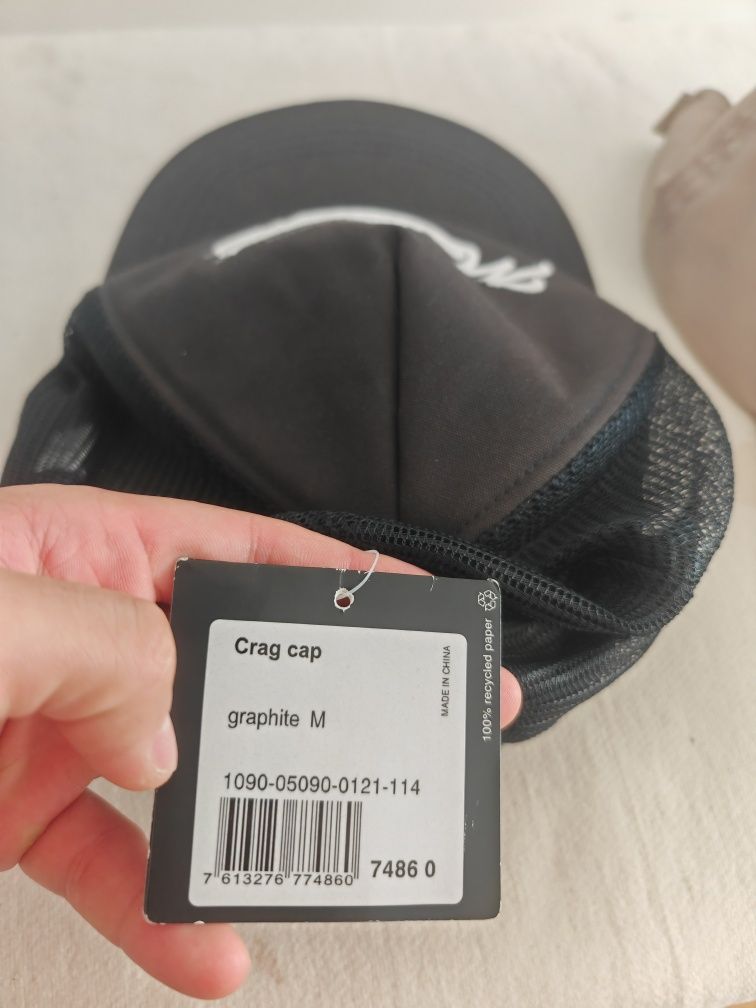 Crag cap
MADE IN CHINA
graphite M
1090-05090-0121-114
7 613276 774860
7486 0
100% recycled paper